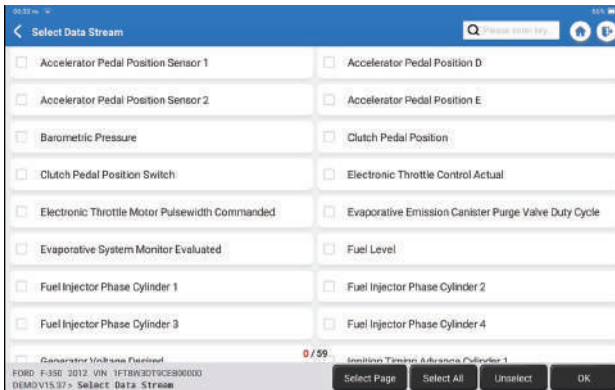 06:33
55%
Select Data Stream
Accelerator Pedal Position Sensor 1
Accelerator Pedal Position D
Accelerator Pedal Position Sensor 2
Accelerator Pedal Position E
Barometric Pressure
Clutch Pedal Position
Clutch Pedal Position Switch
Electronic Throttle Control Actual
Electronic Throttle Motor Pulsewidth Commanded
Evaporative Emission Canister Purge Valve Duty Cycle
Evaporative System Monitor Evaluated
Fuel Level
Fuel Injector Phase Cylinder 1
Fuel Injector Phase Cylinder 2
Fuel Injector Phase Cylinder 3
Fuel Injector Phase Cylinder 4
Generator Voltage Desired
0/59
Ignition Timing Advance Cylinder 1
FORD F-350 2012 VIN 1FT8W3DT9CEB00000
DEMO V15.37 > Select Data Stream
Select Page
Select All
Unselect
OK